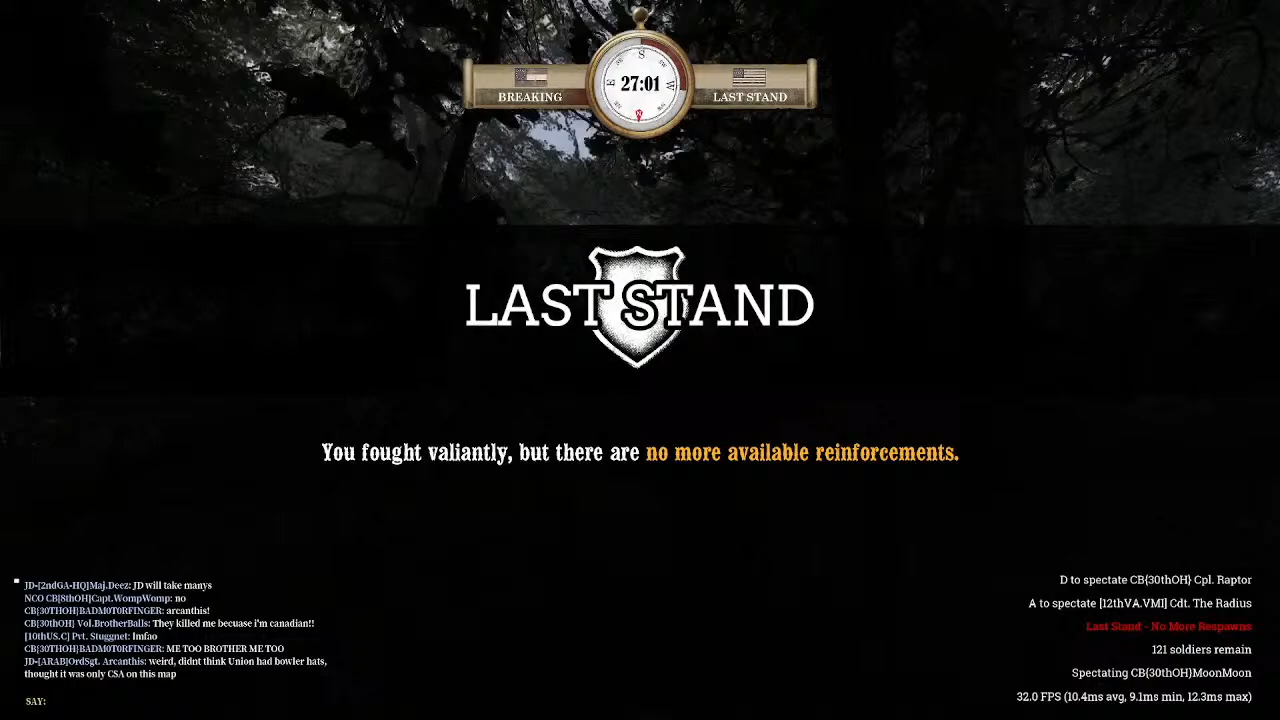 S
SW
E
27:01
W
BREAKING
LAST STAND
LAST STAND
You fought valiantly, but there are no more available reinforcements.
JD-[2ndGA-HQ]Maj.Deez: JD will take manys
NCO CB[8thOH]Capt.WompWomp: no
CB{30THOH}BADM0T0RFINGER: arcanthis!
CB{30thOH} Vol.BrotherBalls: They killed me becuase i'm canadian!!
[10thUS.C] Pvt. Stuggnet: lmfao
CB{30THOH}BADM0T0RFINGER: ME TOO BROTHER ME TOO
JD-[ARAB]OrdSgt. Arcanthis: weird, didnt think Union had bowler hats,
thought it was only CSA on this map
SAY:
D to spectate CB{30thOH} Cpl. Raptor
A to spectate [12thVA.VMI] Cdt. The Radius
Last Stand - No More Respawns
121 soldiers remain
Spectating CB{30thOH}MoonMoon
32.0 FPS (10.4ms avg, 9.1ms min, 12.3ms max)